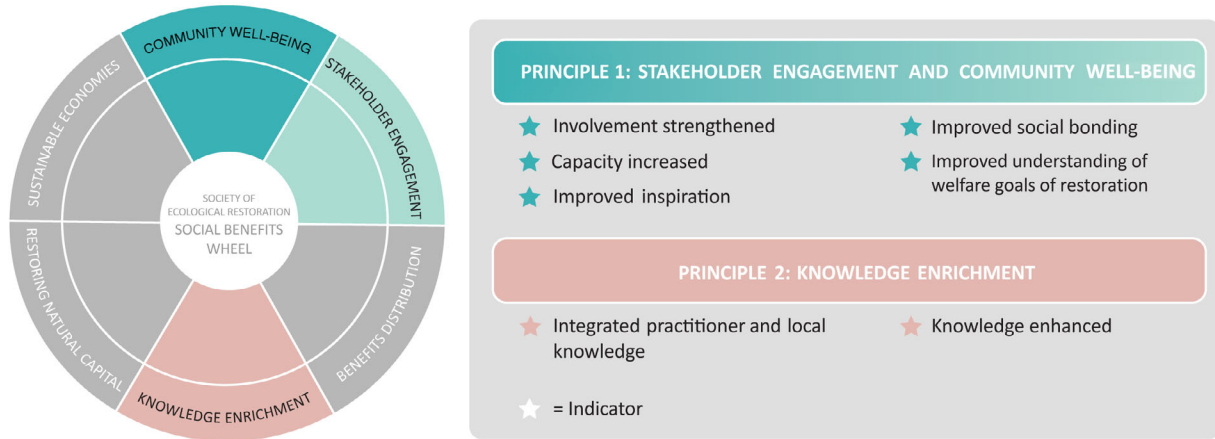 COMMUNITY WELL-BEING
STAKEHOLDER ENGAGEMENT
BENEFITS DISTRIBUTION
KNOWLEDGE ENRICHMENT
RESTORING NATURAL CAPITAL
SUSTAINABLE ECONOMIES
SOCIETY OF
ECOLOGICAL RESTORATION
SOCIAL BENEFITS
WHEEL
PRINCIPLE 1: STAKEHOLDER ENGAGEMENT AND COMMUNITY WELL-BEING
Involvement strengthened
Capacity increased
Improved inspiration
Improved social bonding
Improved understanding of
welfare goals of restoration
PRINCIPLE 2: KNOWLEDGE ENRICHMENT
Integrated practitioner and local
knowledge
Knowledge enhanced
= Indicator